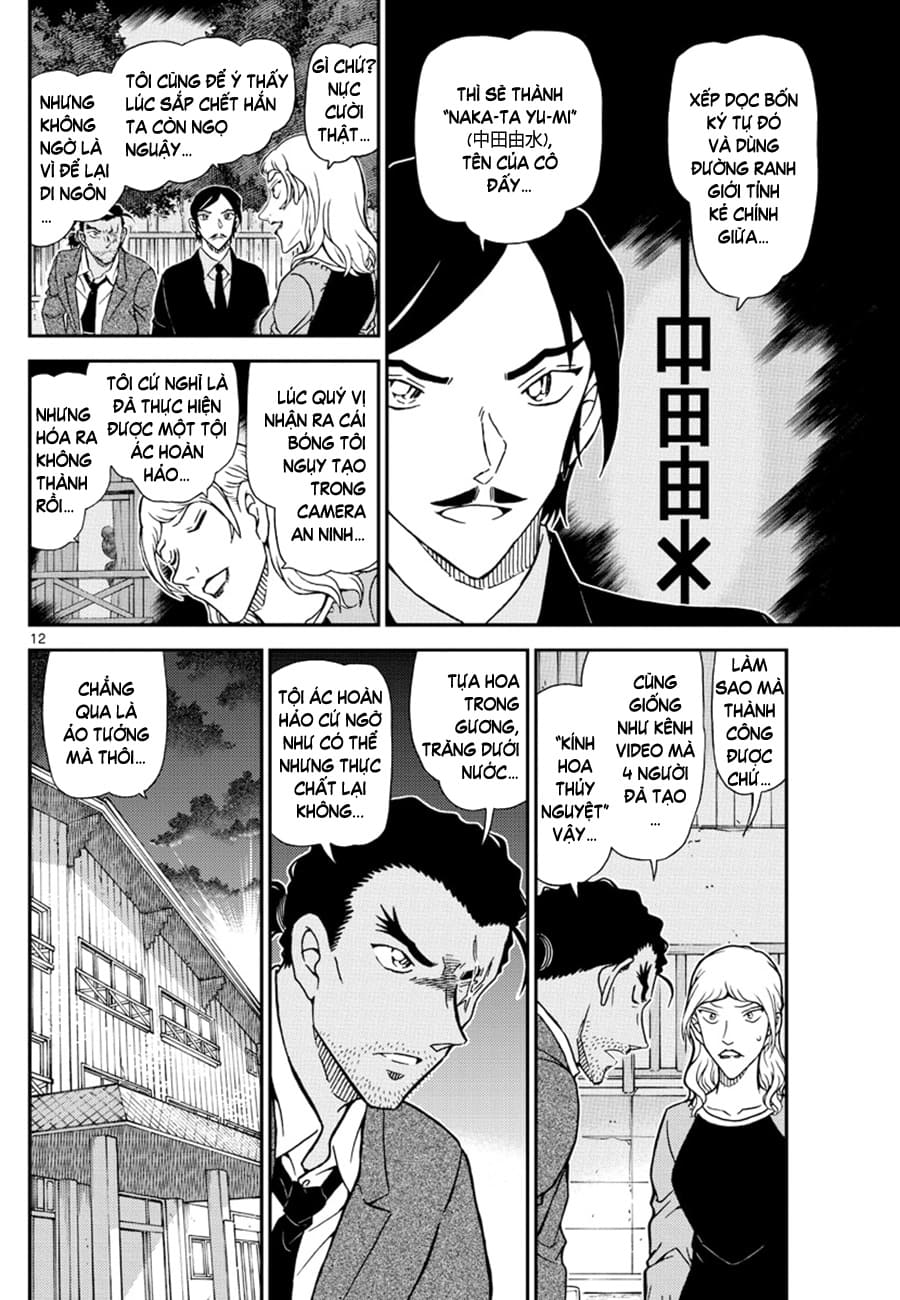 XẾP DỌC BỐN
KÝ TỰ ĐÓ
VÀ DÙNG
ĐƯỜNG RANH
GIỚI TÍNH
KẺ CHÍNH
GIỮA...
THÌ SẼ THÀNH
"NAKA-TA YU-MI"
(中田由水),
TÊN CỦA CÔ
ĐẤY...
中田由水
GÌ CHỨ?
NỰC
CƯỜI
THẬT...
TÔI CŨNG ĐỂ Ý THẤY
LÚC SẮP CHẾT HẮN
TA CÒN NGỌ
NGUẬY...
NHƯNG
KHÔNG
NGỜ LÀ
VÌ ĐỂ LẠI
DI NGÔN
...
LÚC QUÝ VỊ
NHẬN RA CÁI
BÓNG TÔI
NGỤY TẠO
TRONG
CAMERA
AN NINH...
TÔI CỨ NGHĨ LÀ
ĐÃ THỰC HIỆN
ĐƯỢC MỘT TỘI
ÁC HOÀN
HẢO...
NHƯNG
HÓA RA
KHÔNG
THÀNH
RỒI...
12
LÀM
SAO MÀ
THÀNH
CÔNG
ĐƯỢC
CHỨ...
CŨNG
GIỐNG
NHƯ KÊNH
VIDEO MÀ
4 NGƯỜI
ĐÃ TẠO
...
"KÍNH
HOA
THỦY
NGUYỆT"
VẬY...
TỰA HOA
TRONG
GƯƠNG,
TRĂNG DƯỚI
NƯỚC...
TỘI ÁC HOÀN
HẢO CỨ NGỠ
NHƯ CÓ THỂ
NHƯNG THỰC
CHẤT LẠI
KHÔNG...
CHẲNG
QUA LÀ
ẢO TƯỞNG
MÀ THÔI.